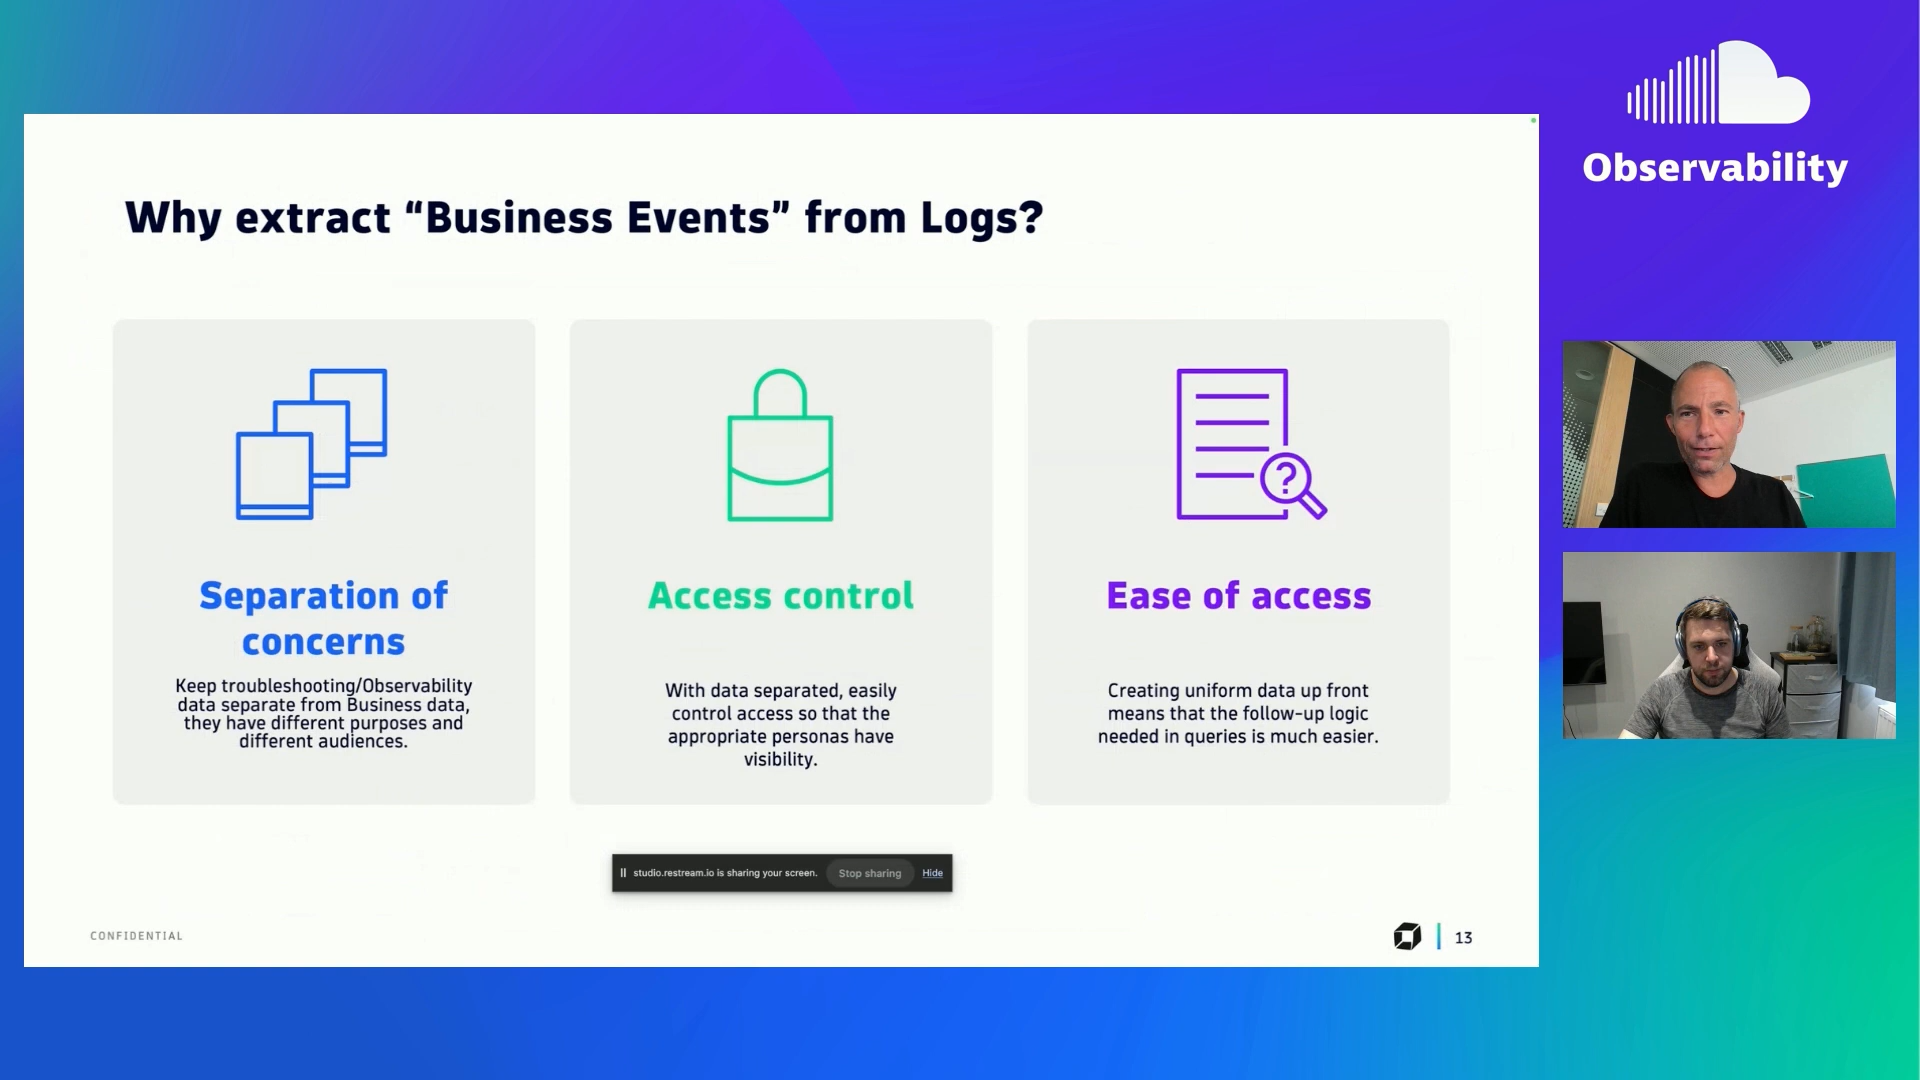 Observability
Why extract “Business Events” from Logs?
Separation of
concerns
Keep troubleshooting/Observability
data separate from Business data,
they have different purposes and
different audiences.
Access control
With data separated, easily
control access so that the
appropriate personas have
visibility.
Ease of access
?
Creating uniform data up front
means that the follow-up logic
needed in queries is much easier.
studio.restream.io is sharing your screen. Stop sharing Hide
CONFIDENTIAL
13